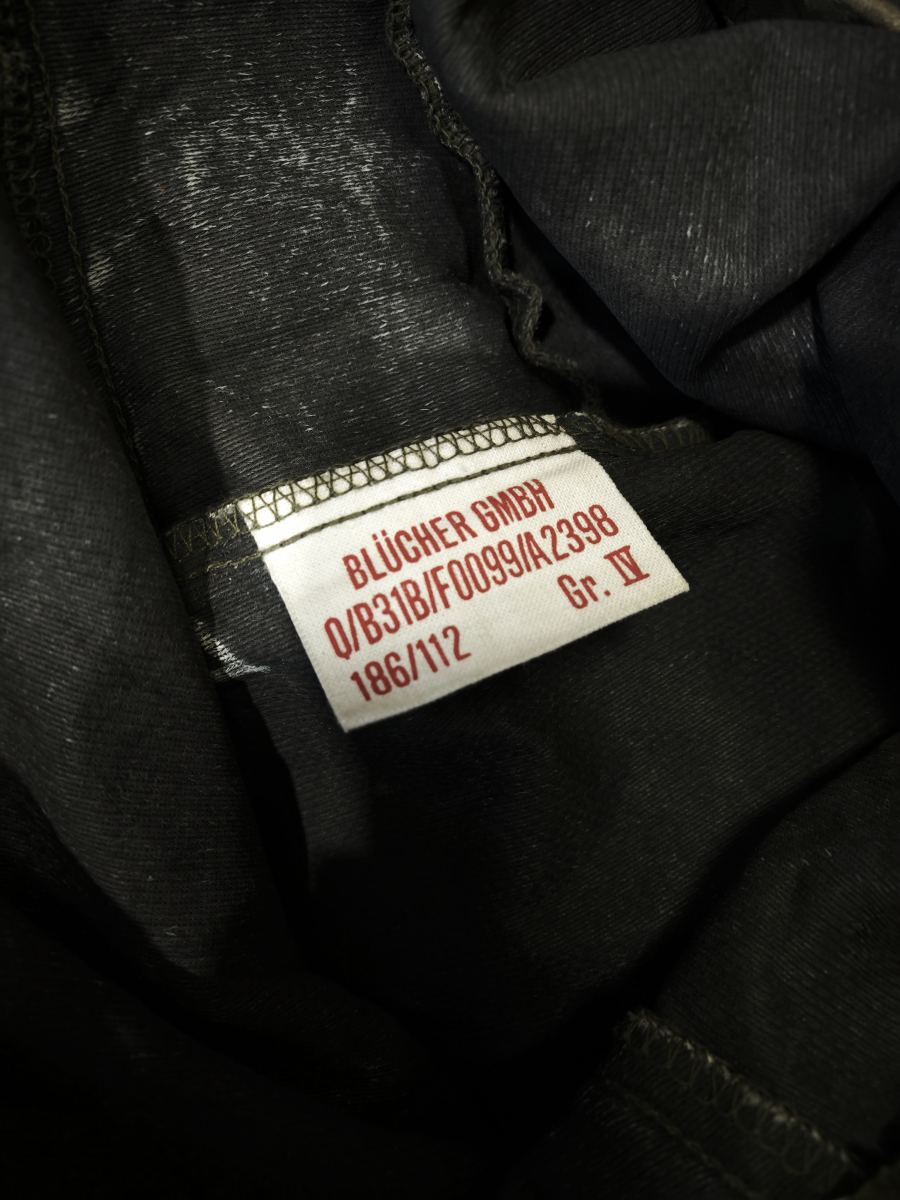 BLÜCHER GMBH
Q/B31B/F0099/A2398
186/112 Gr. IV